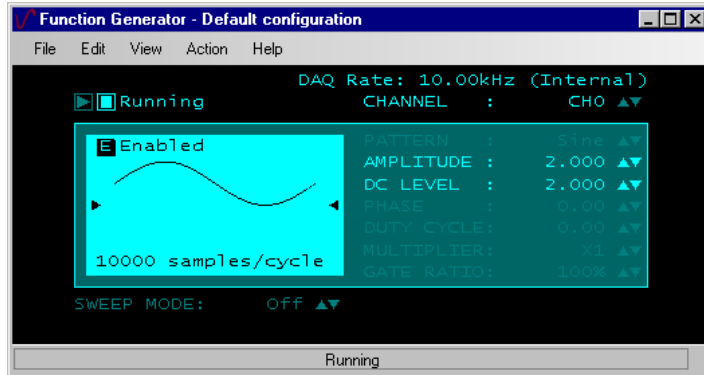 Function Generator - Default configuration
File Edit View Action Help
DAQ Rate: 10.00kHz (Internal)
Running
CHANNEL : CH0
E Enabled
PATTERN : Sine
AMPLITUDE : 2.000
DC LEVEL : 2.000
PHASE : 0.00
DUTY CYCLE: 0.00
MULTIPLIER: X1
GATE RATIO: 100%
10000 samples/cycle
SWEEP MODE: Off
Running